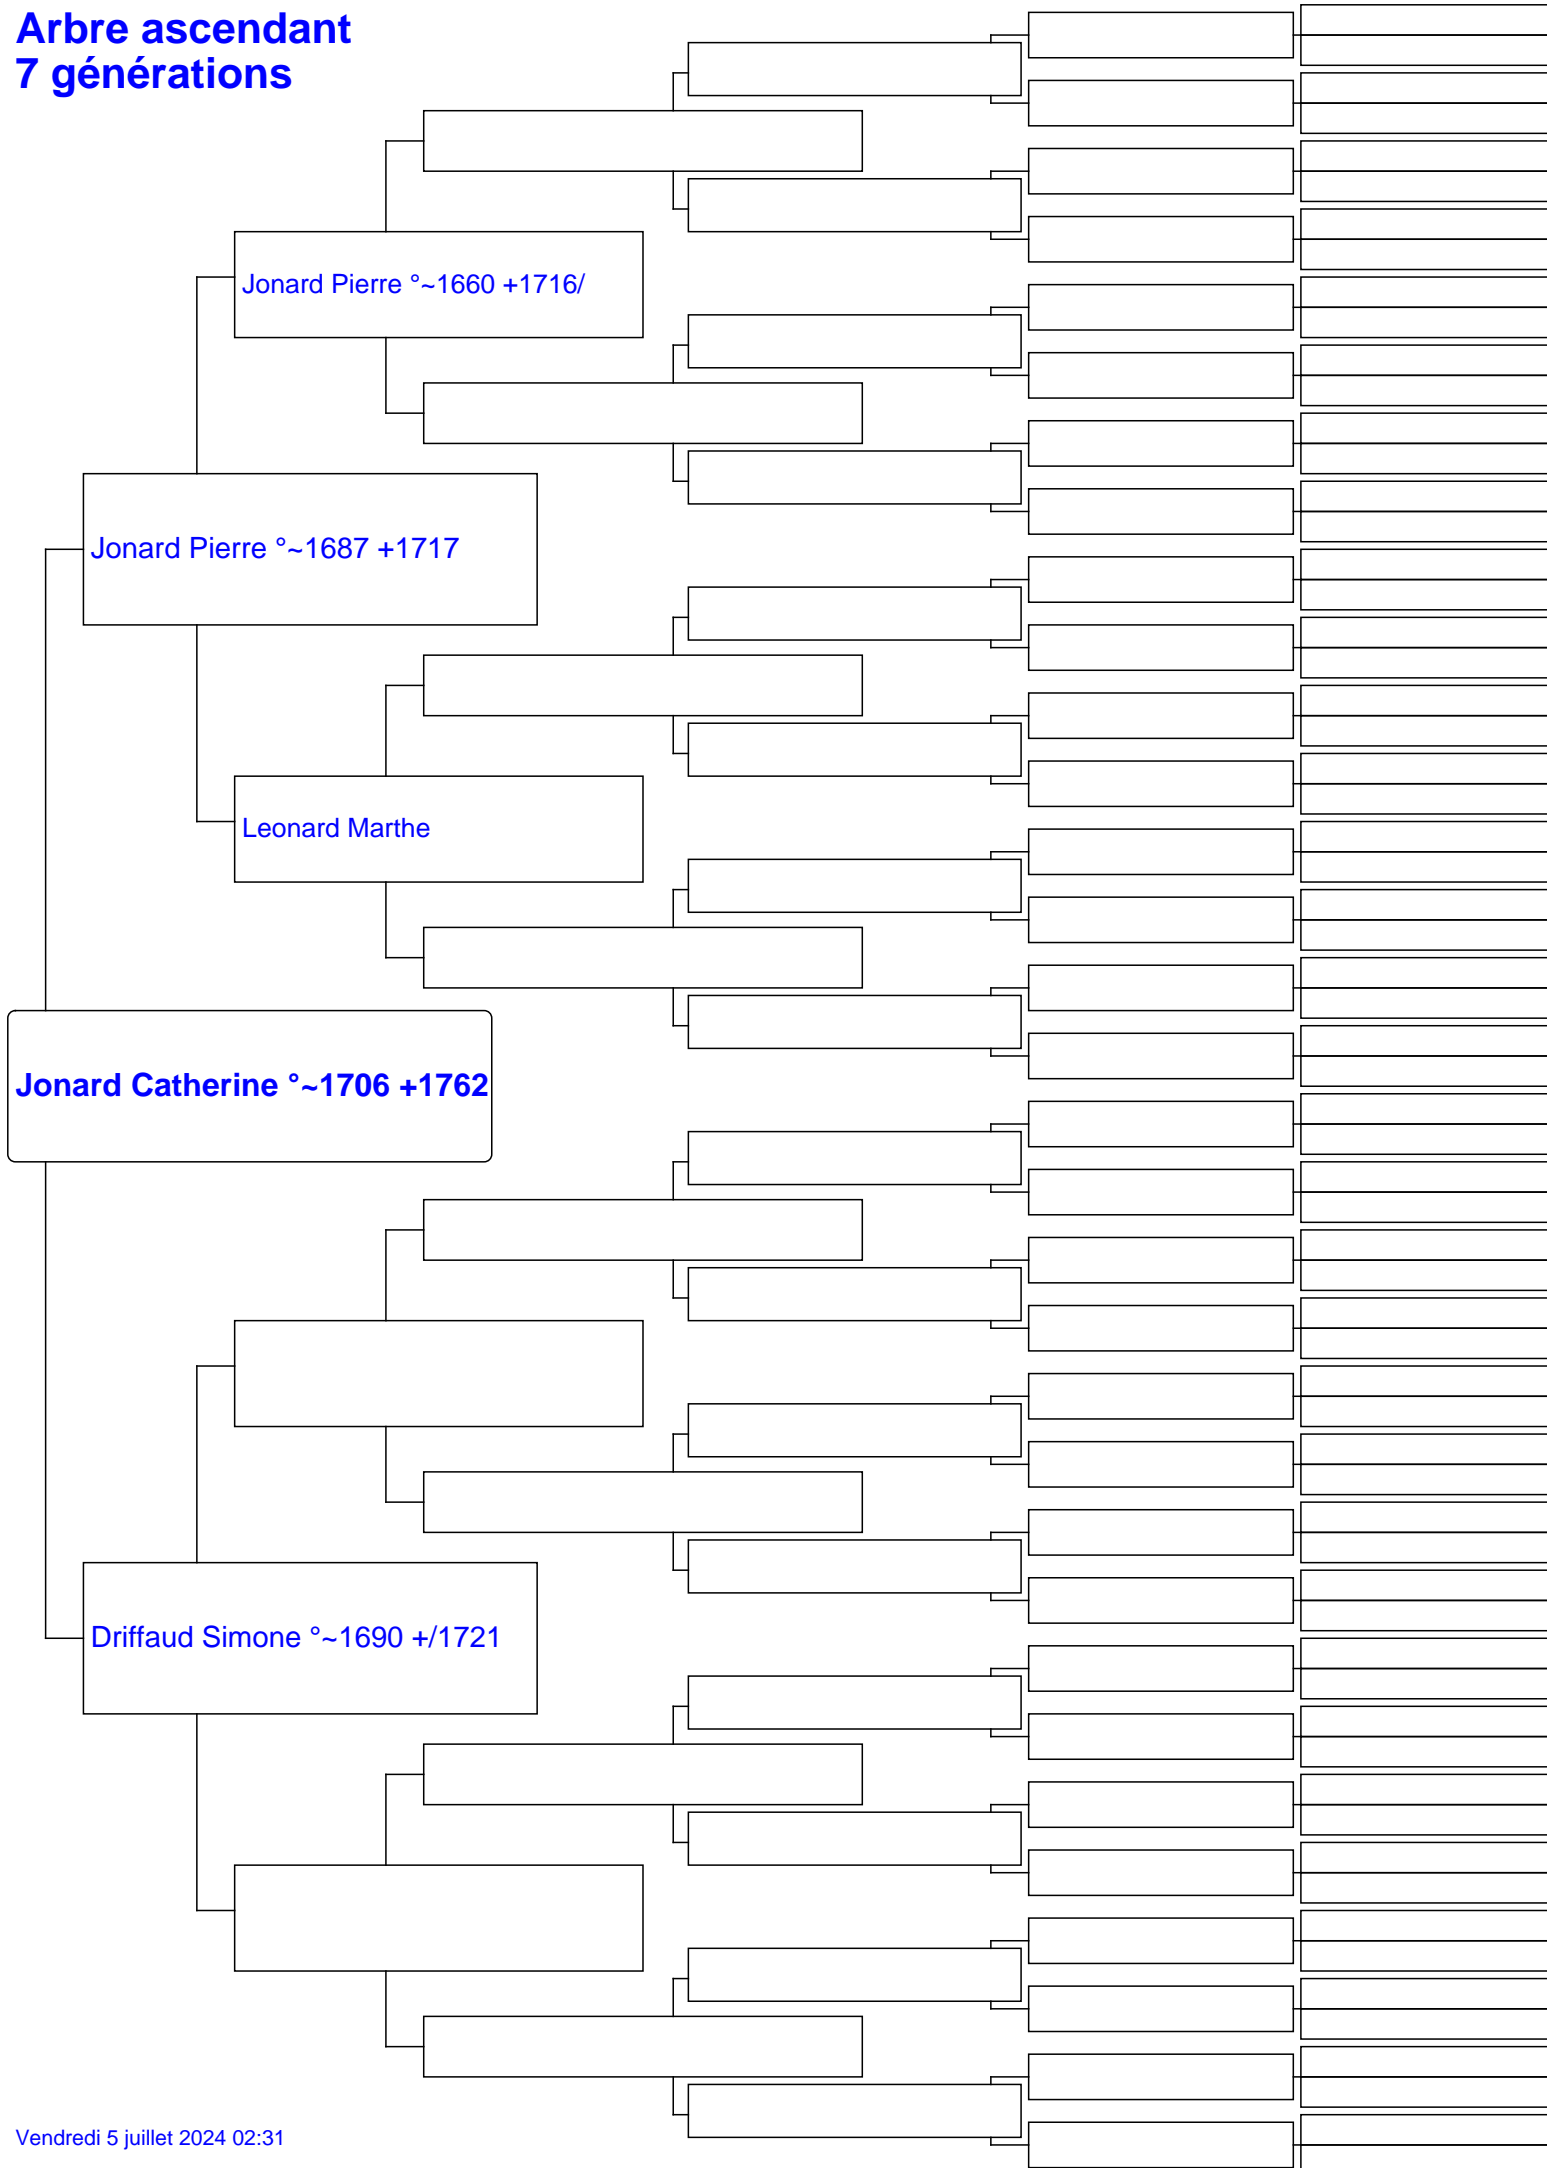 Arbre ascendant
7 générations
Jonard Pierre °~1660 +1716/
Jonard Pierre °~1687 +1717
Leonard Marthe
Jonard Catherine °~1706 +1762
Driffaud Simone °~1690 +/1721
Vendredi 5 juillet 2024 02:31